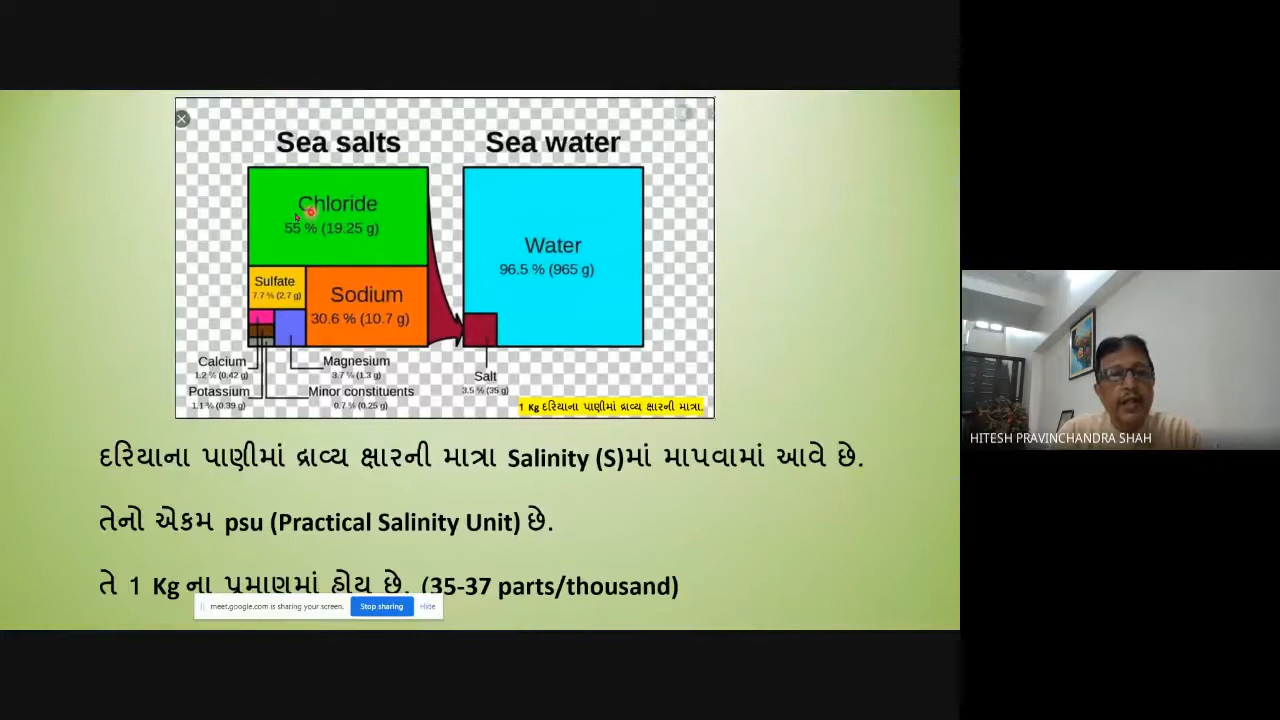 Sea salts
Sea water
Chloride
55 % (19.25 g)
Sulfate
7.7 % (2.7 g)
Sodium
30.6 % (10.7 g)
Water
96.5 % (965 g)
Calcium
1.2 % (0.42 g)
Magnesium
3.7 % (1.3 g)
Potassium
1.1 % (0.39 g)
Minor constituents
0.7 % (0.25 g)
Salt
3.5 % (35 g)
1 Kg દરિયાના પાણીમાં દ્રાવ્ય ક્ષારની માત્રા.
દરિયાના પાણીમાં દ્રાવ્ય ક્ષારની માત્રા Salinity (S)માં માપવામાં આવે છે.
તેનો એકમ psu (Practical Salinity Unit) છે.
તે 1 Kg ના પ્રમાણમાં હોય છે. (35-37 parts/thousand)
meet.google.com is sharing your screen.
Stop sharing
Hide
HITESH PRAVINCHANDRA SHAH